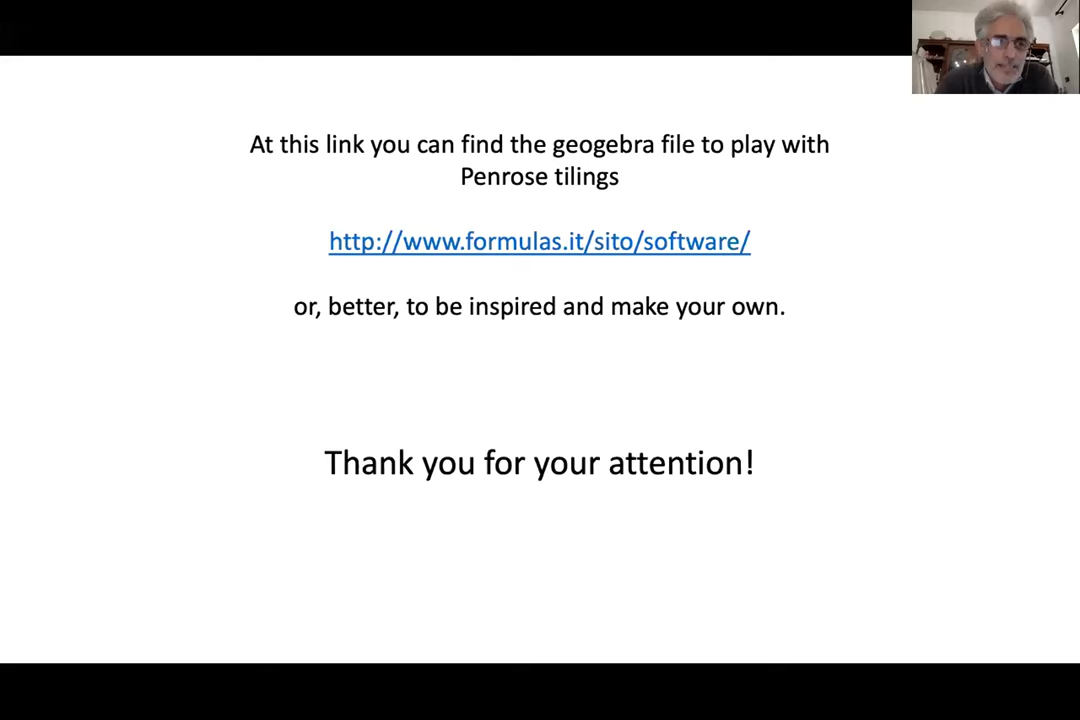 At this link you can find the geogebra file to play with
Penrose tilings
http://www.formulas.it/sito/software/
or, better, to be inspired and make your own.
Thank you for your attention!